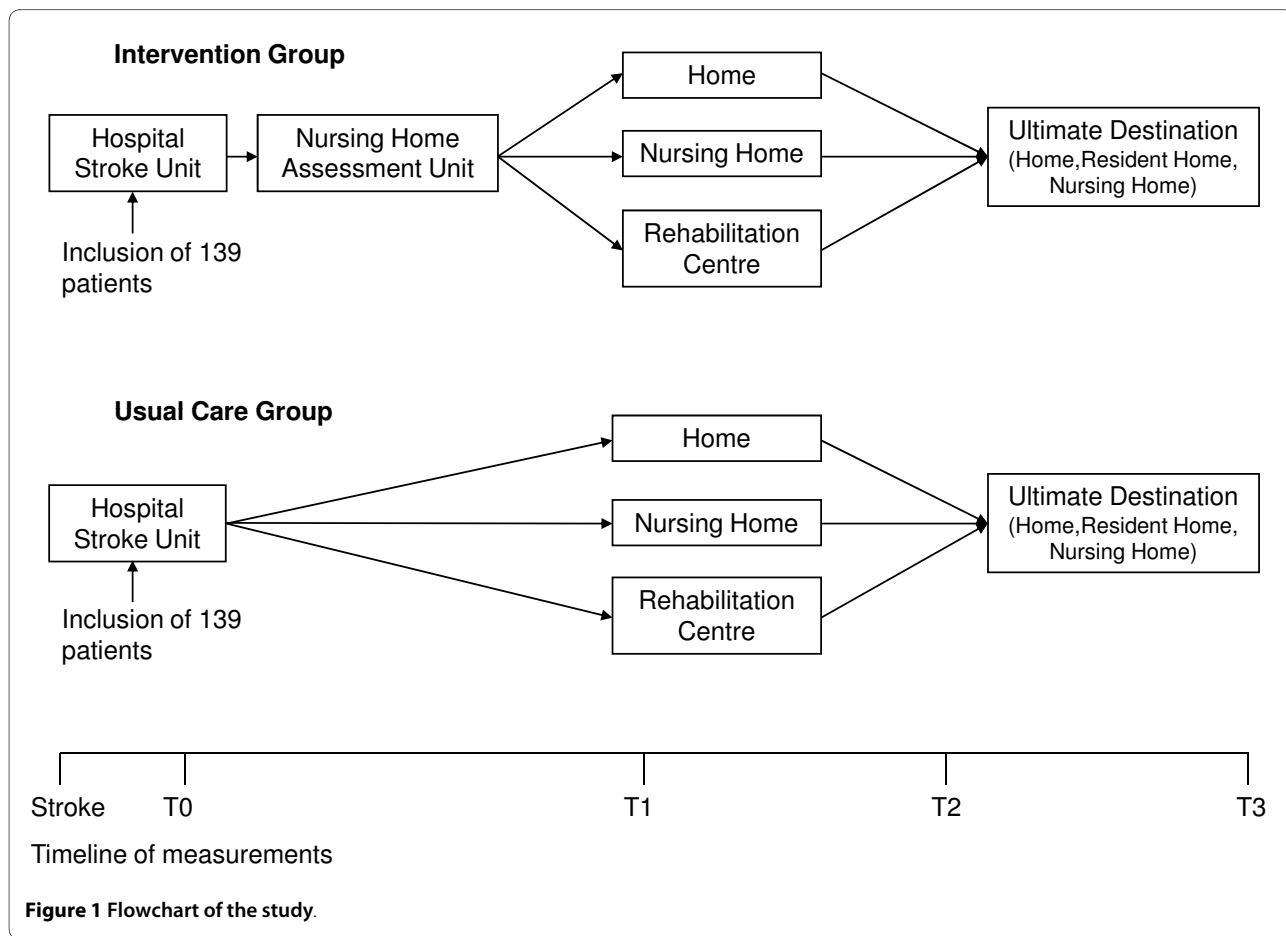 Intervention Group
Hospital
Stroke Unit
Nursing Home
Assessment Unit
Home
Nursing Home
Rehabilitation
Centre
Ultimate Destination
(Home,Resident Home,
Nursing Home)
Inclusion of 139
patients
Usual Care Group
Hospital
Stroke Unit
Home
Nursing Home
Rehabilitation
Centre
Ultimate Destination
(Home,Resident Home,
Nursing Home)
Inclusion of 139
patients
Stroke T0 T1 T2 T3
Timeline of measurements
Figure 1 Flowchart of the study.